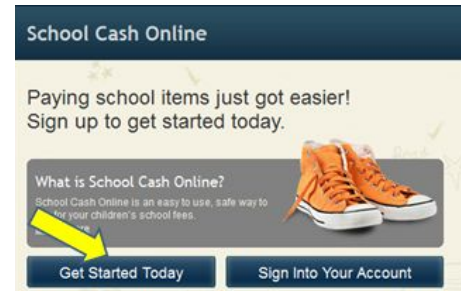 School Cash Online
Paying school items just got easier!
Sign up to get started today.
What is School Cash Online?
School Cash Online is an easy to use, safe way to
for your children's school fees.
Get Started Today
Sign Into Your Account